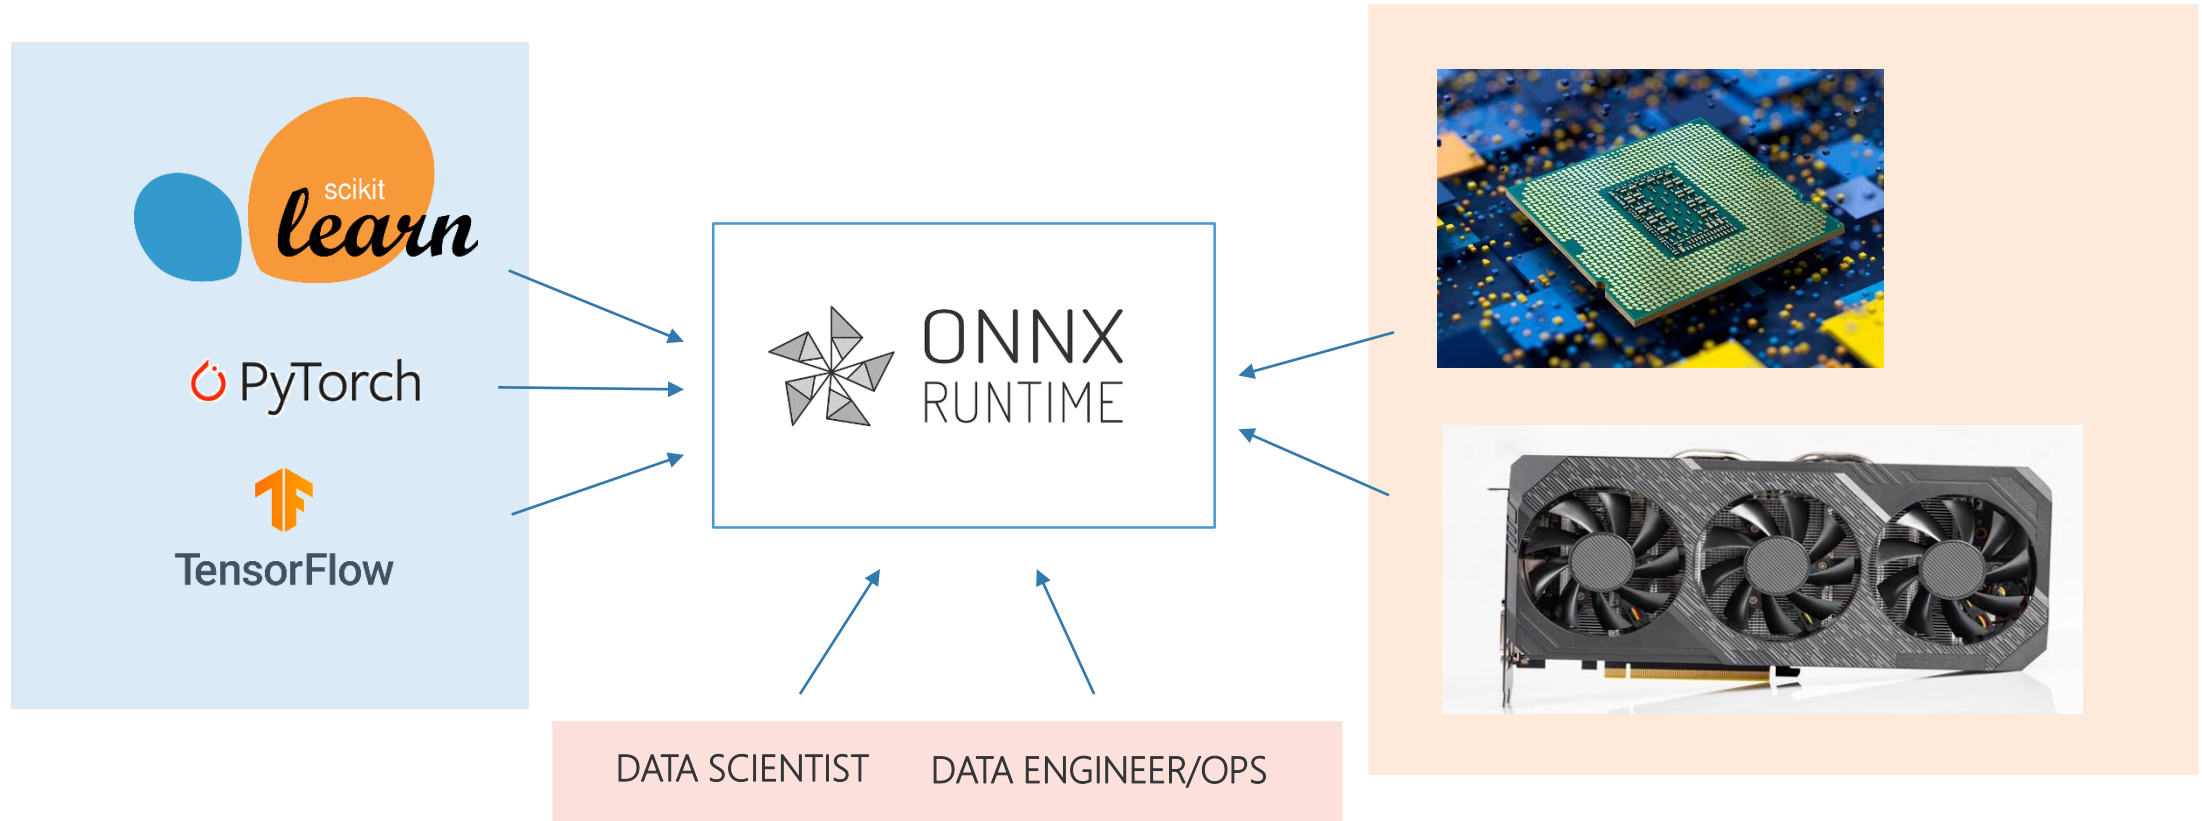 scikit
learn
PyTorch
TensorFlow
ONNX
RUNTIME
DATA SCIENTIST
DATA ENGINEER/OPS